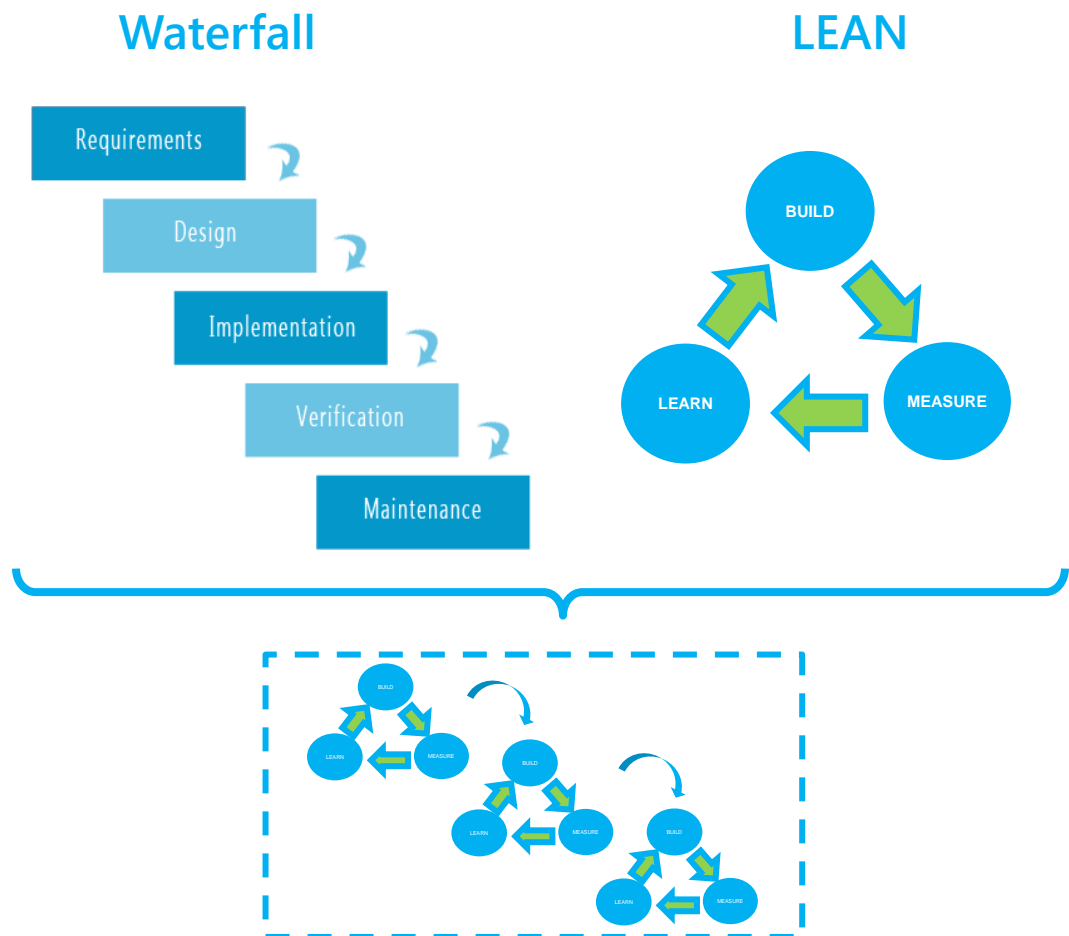 Waterfall
LEAN
Requirements
Design
Implementation
Verification
Maintenance
BUILD
LEARN
MEASURE
BUILD
LEARN
MEASURE
BUILD
LEARN
MEASURE
BUILD
LEARN
MEASURE